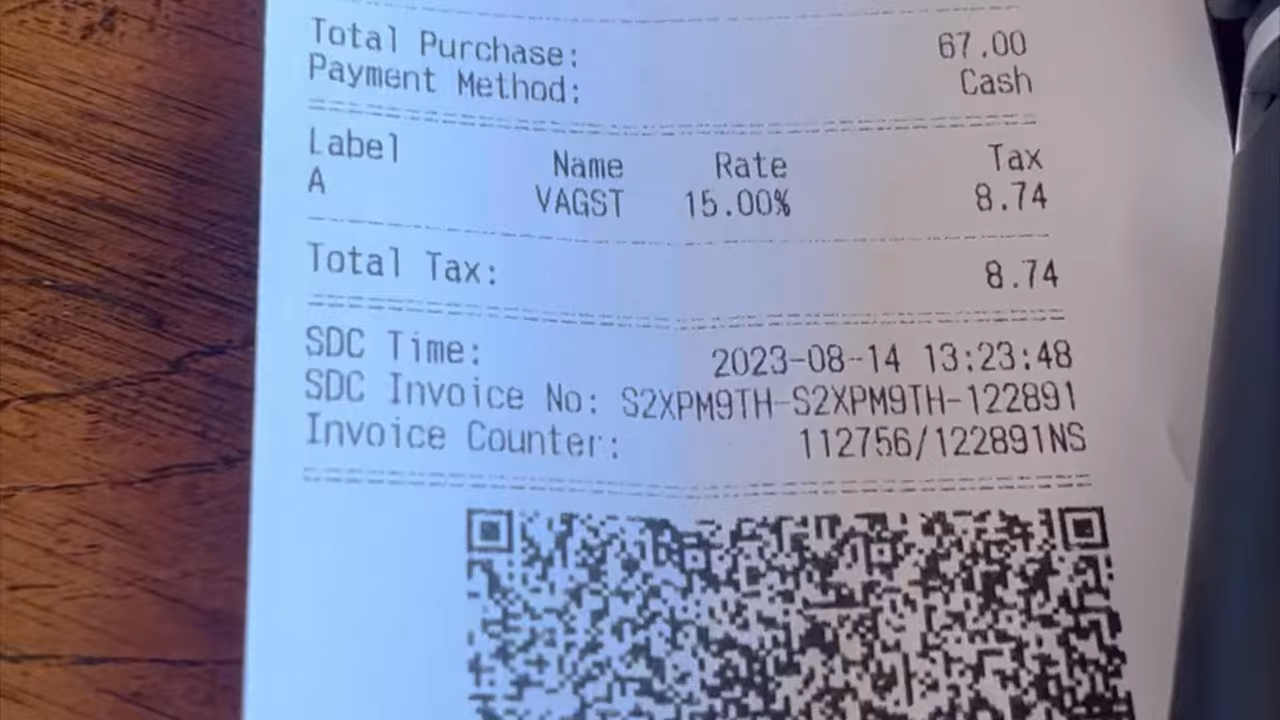 Total Purchase: 67.00
Payment Method: Cash
Label Name Rate Tax
A VAGST 15.00% 8.74
Total Tax: 8.74
SDC Time: 2023-08-14 13:23:48
SDC Invoice No: S2XPM9TH-S2XPM9TH-122891
Invoice Counter: 112756/122891NS